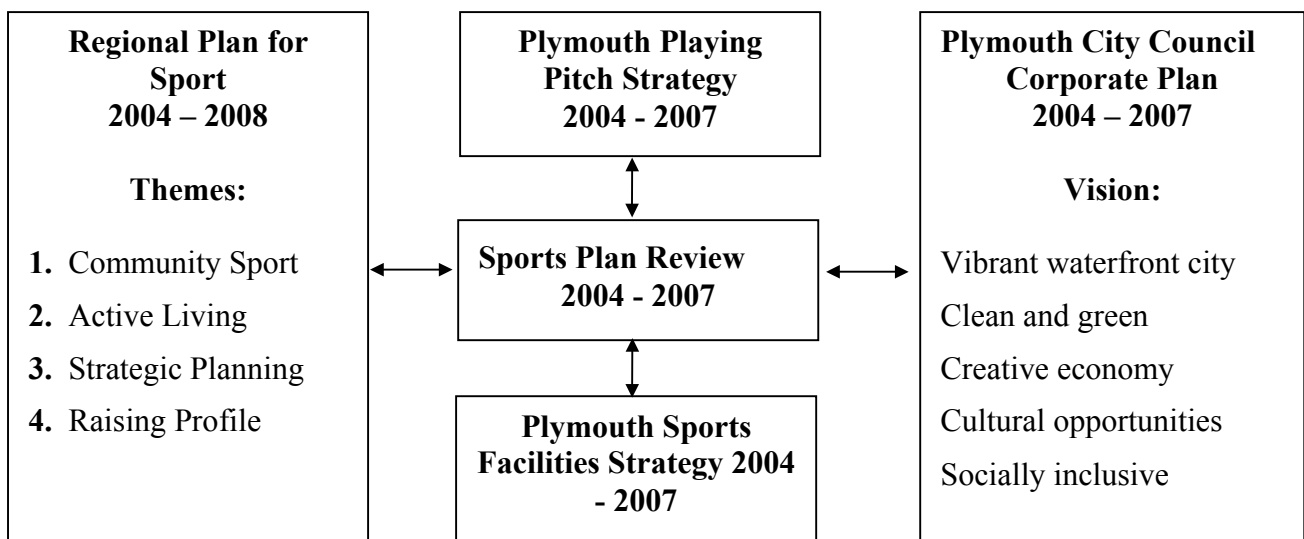 Regional Plan for
Sport
2004 – 2008
Themes:
1. Community Sport
2. Active Living
3. Strategic Planning
4. Raising Profile
Plymouth Playing
Pitch Strategy
2004 - 2007
Sports Plan Review
2004 - 2007
Plymouth Sports
Facilities Strategy 2004
- 2007
Plymouth City Council
Corporate Plan
2004 – 2007
Vision:
Vibrant waterfront city
Clean and green
Creative economy
Cultural opportunities
Socially inclusive